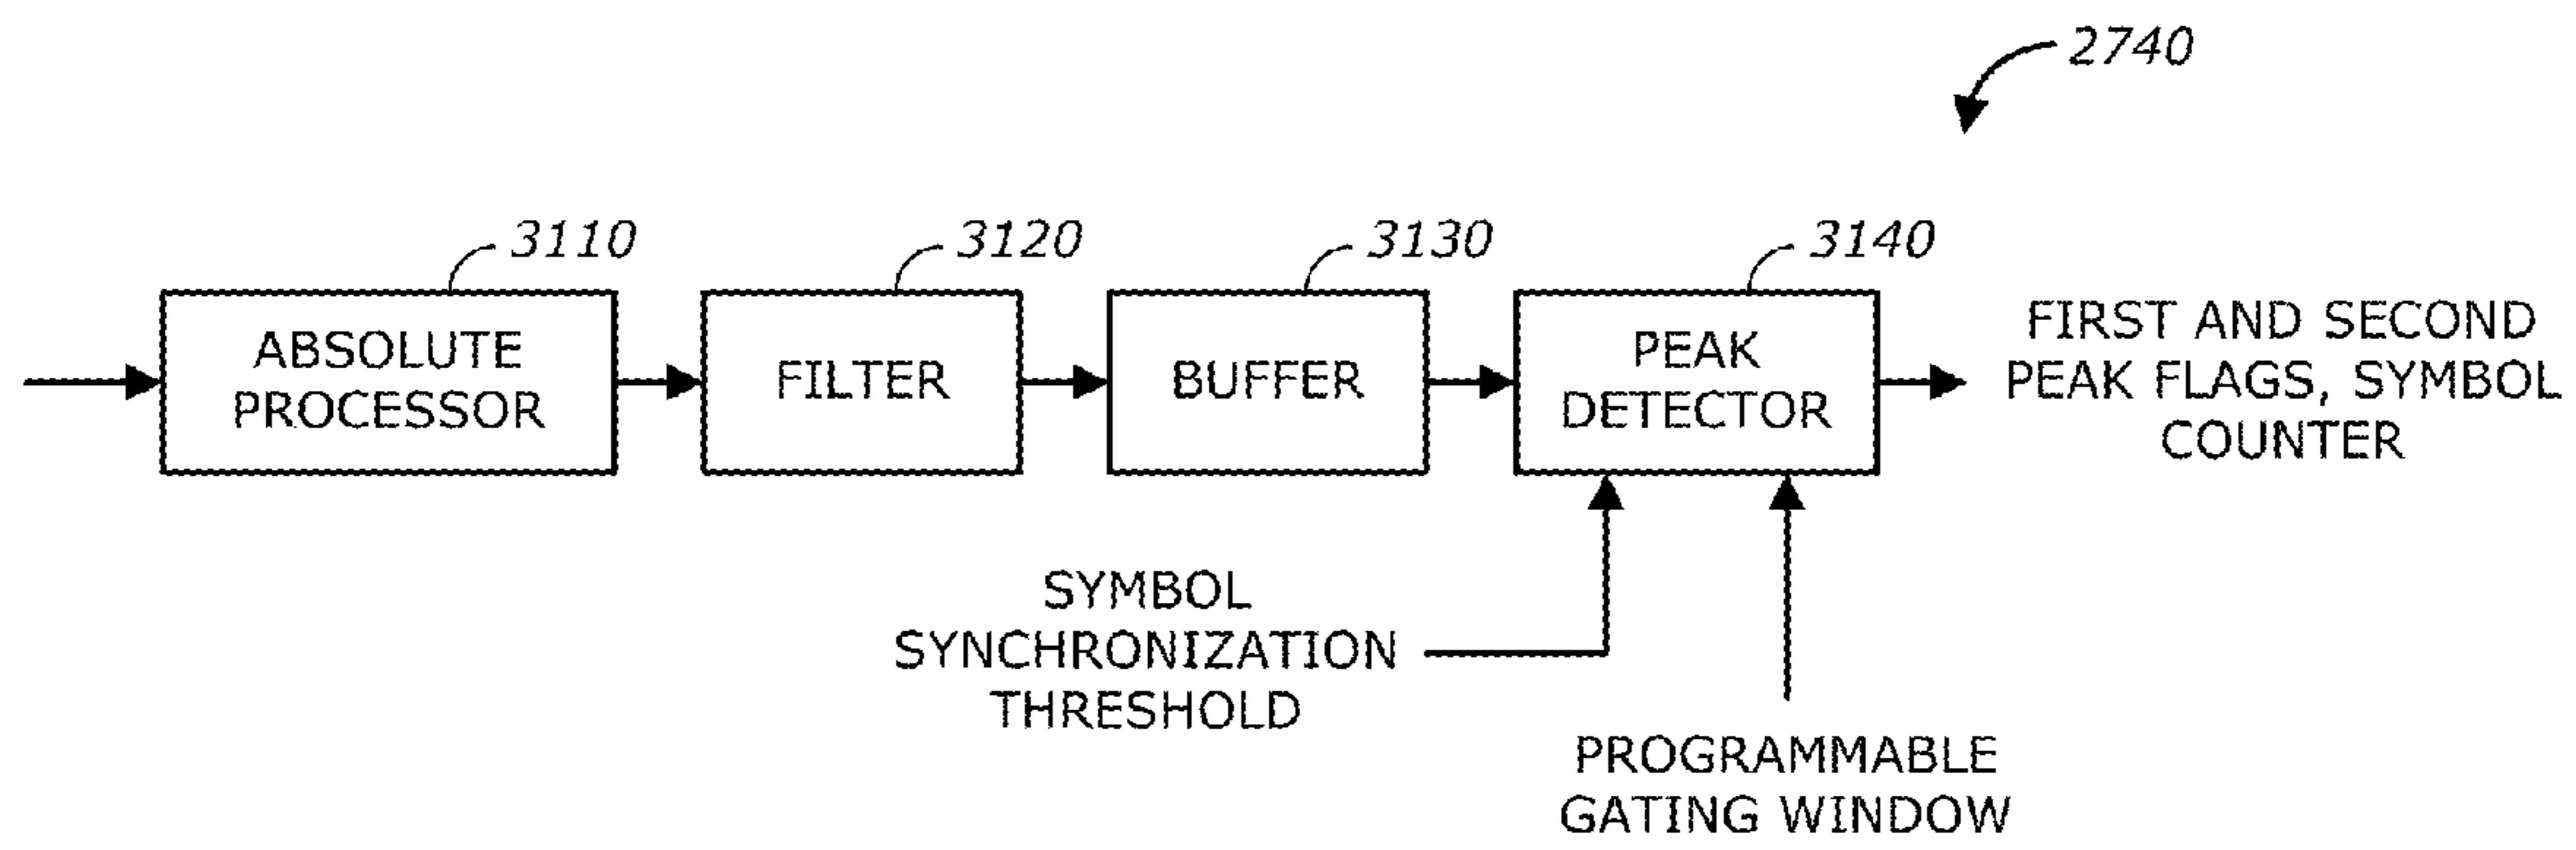 2740
3110
3120
3130
3140
ABSOLUTE
PROCESSOR
FILTER
BUFFER
PEAK
DETECTOR
FIRST AND SECOND
PEAK FLAGS, SYMBOL
COUNTER
SYMBOL
SYNCHRONIZATION
THRESHOLD
PROGRAMMABLE
GATING WINDOW